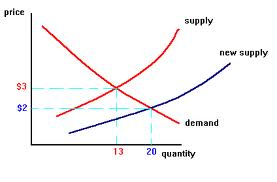 price
supply
new supply
$3
$2
demand
13
20
quantity